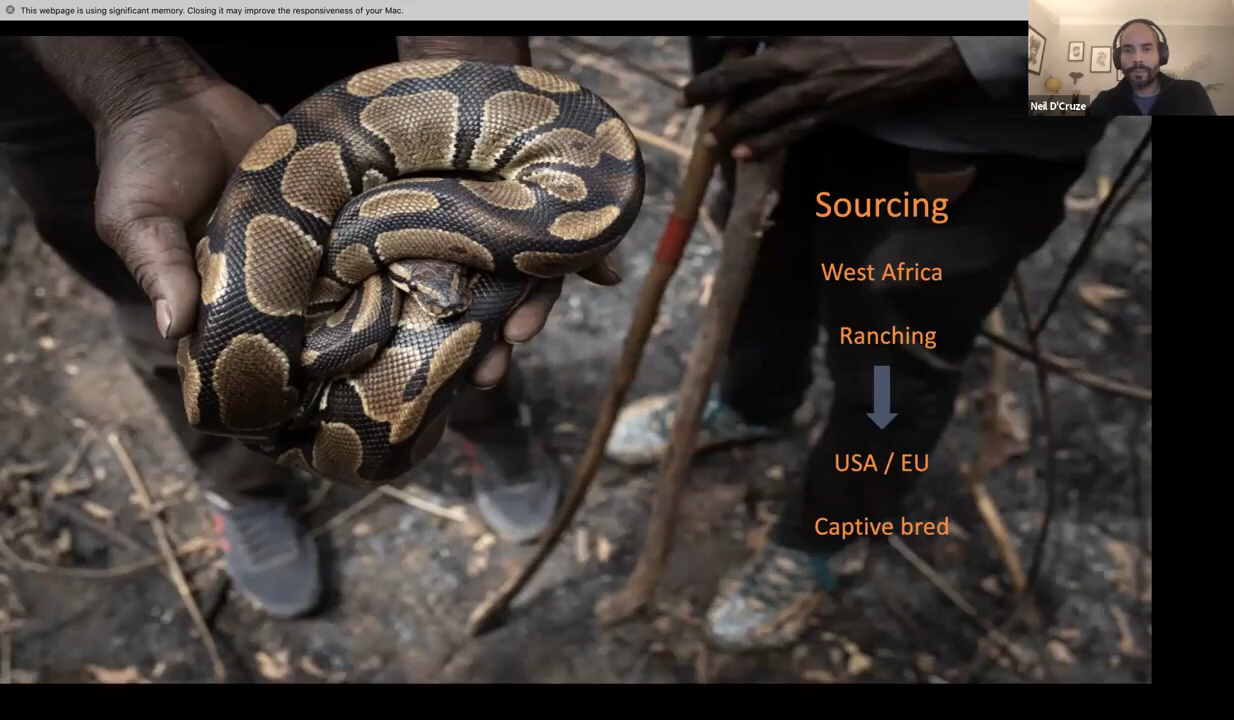 This webpage is using significant memory. Closing it may improve the responsiveness of your Mac.
Neil D'Cruze
Sourcing
West Africa
Ranching
USA / EU
Captive bred